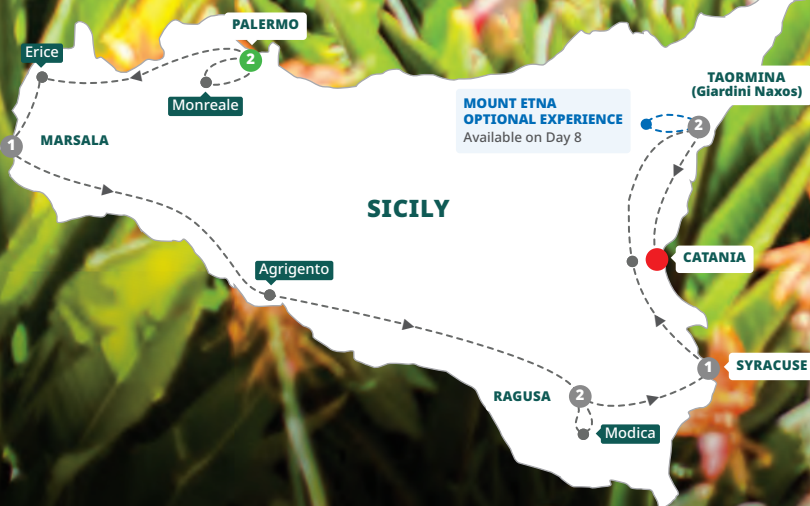 PALERMO
Erice
2
Monreale
TAORMINA
(Giardini Naxos)
MOUNT ETNA
OPTIONAL EXPERIENCE
Available on Day 8
2
1
MARSALA
SICILY
CATANIA
Agrigento
1
SYRACUSE
RAGUSA
2
Modica